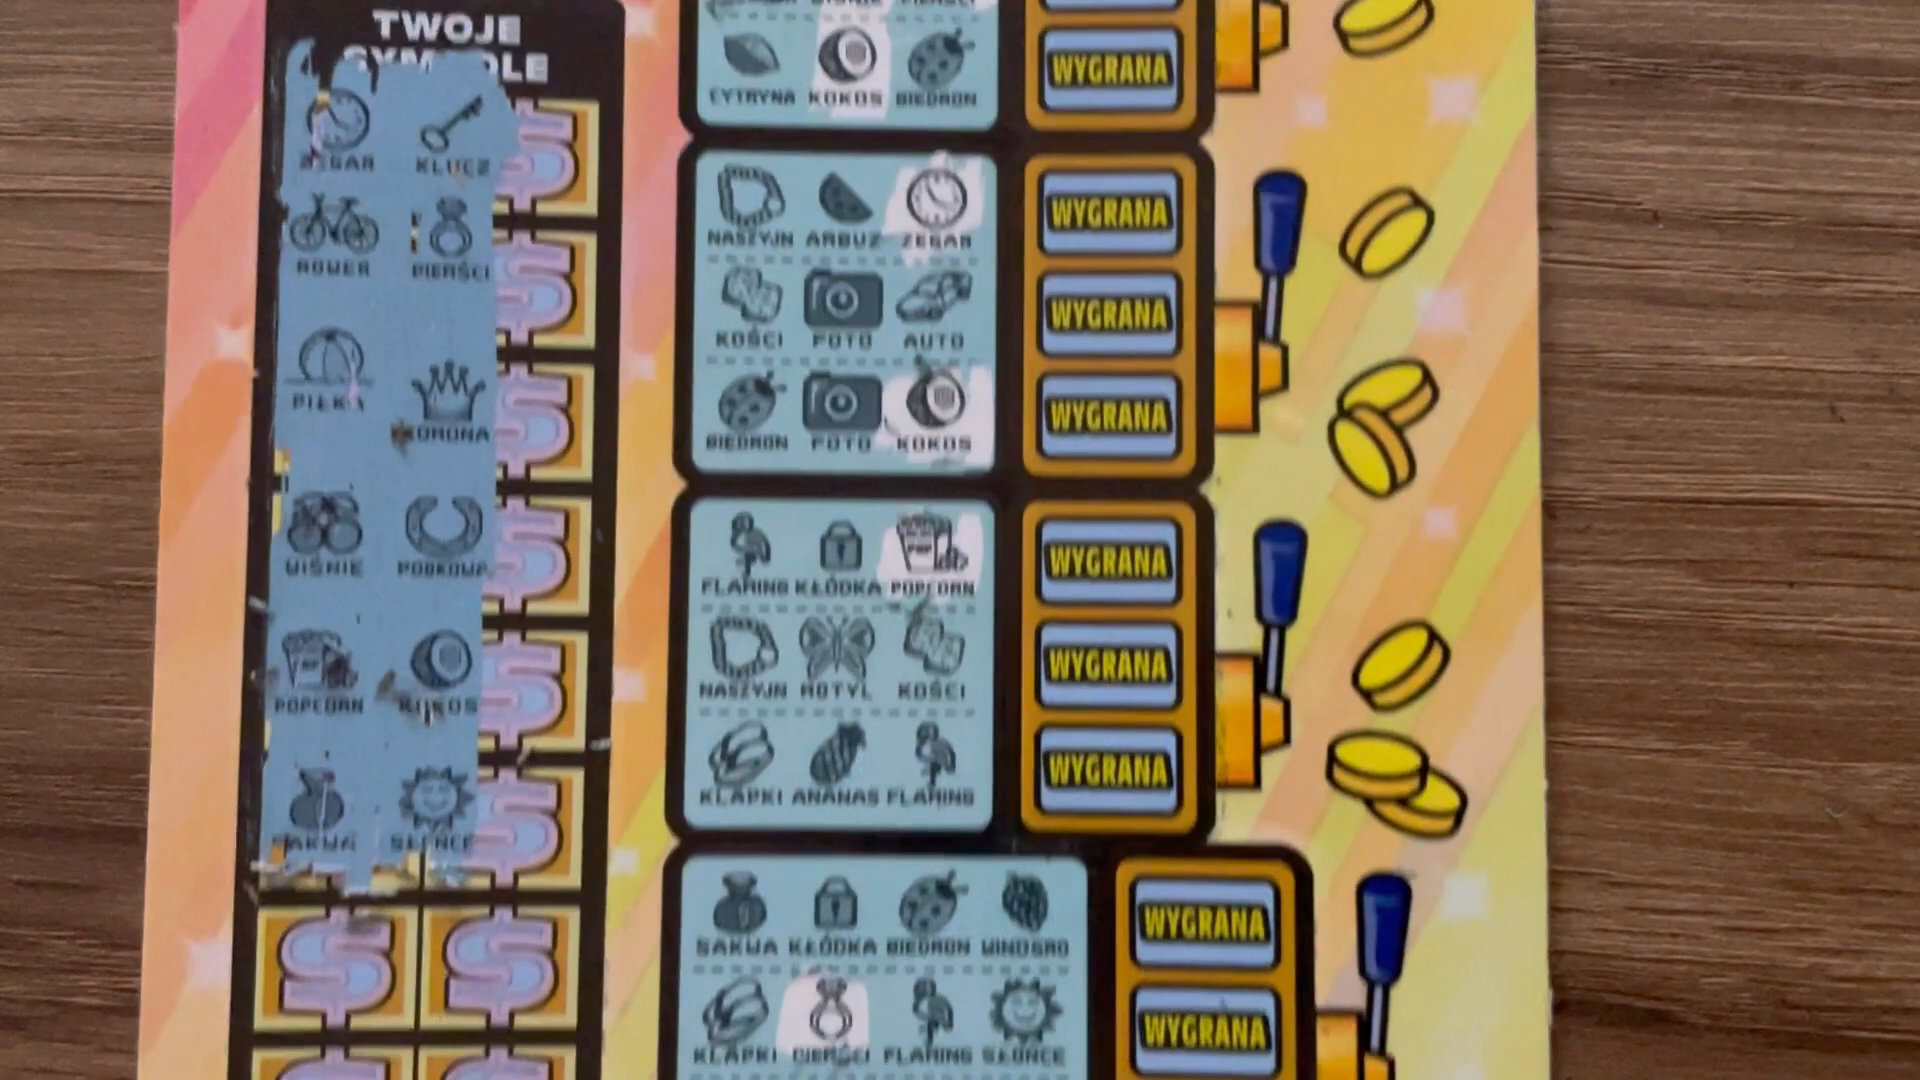 TWOJE
SYMBOLE
ZEGAR KLUCZ
ROWER PIERŚCI
PIŁKA
KORONA
WIŚNIE PODKOWA
POPCORN KOKOS
SAKWA SŁOŃCE
CYTRYNA KOKOS BIEDRON
WYGRANA
NASZYJN ARBUZ ZEGAR
WYGRANA
KOŚCI FOTO AUTO
WYGRANA
BIEDRON FOTO KOKOS
WYGRANA
FLAMING KŁÓDKA POPCORN
WYGRANA
NASZYJN MOTYL KOŚCI
WYGRANA
KLAPKI ANANAS FLAMING
WYGRANA
SAKWA KŁÓDKA BIEDRON WINOGRO
WYGRANA
KLAPKI PIERŚCI FLAMING SŁOŃCE
WYGRANA